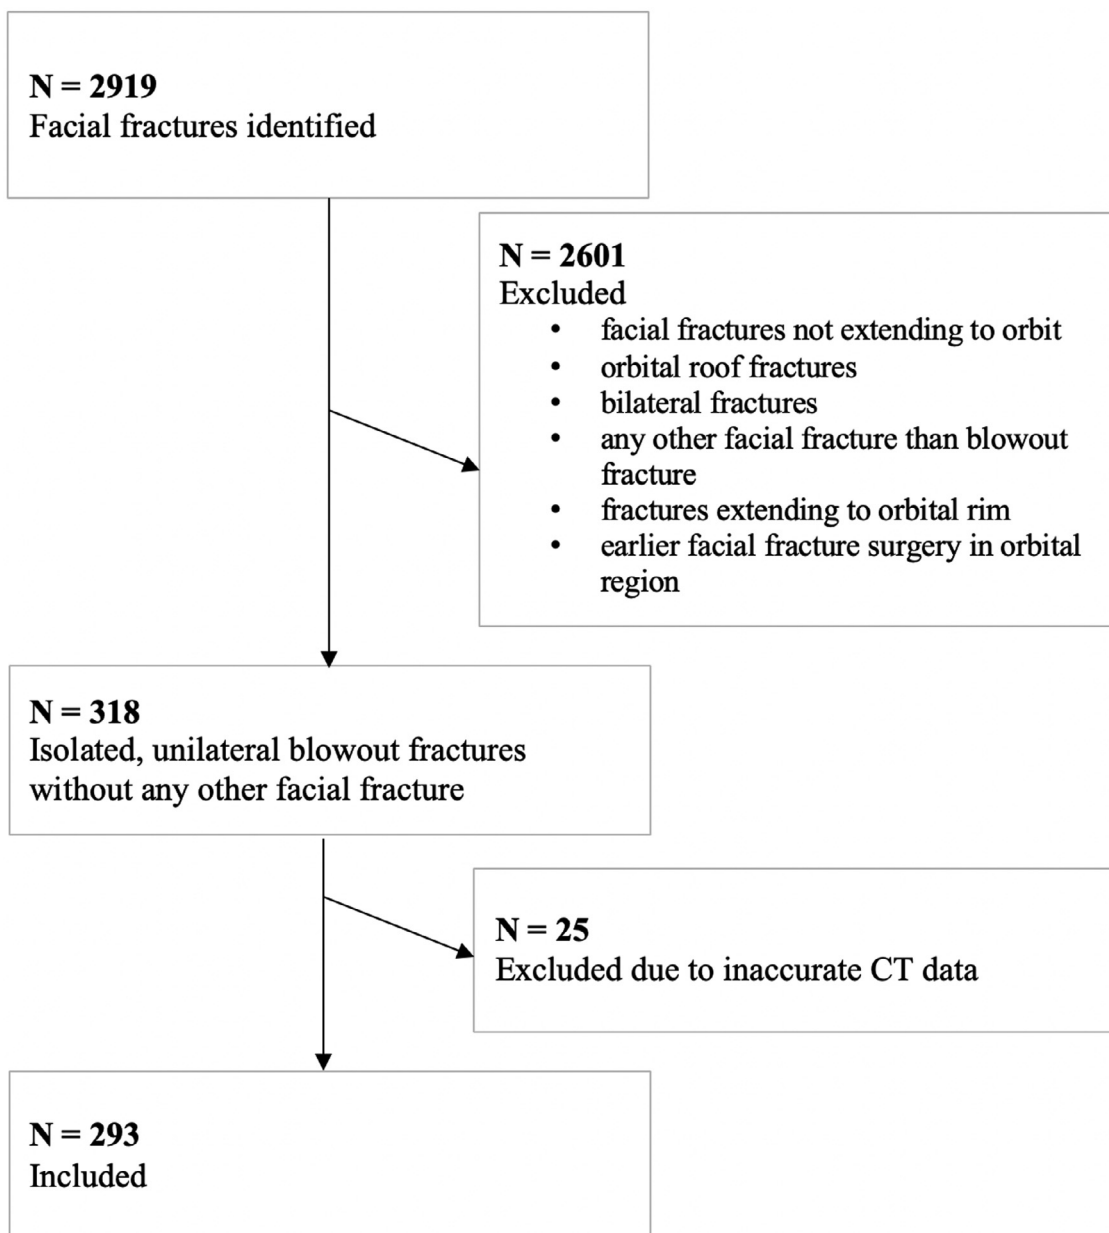 N = 2919
Facial fractures identified
N = 2601
Excluded
• facial fractures not extending to orbit
• orbital roof fractures
• bilateral fractures
• any other facial fracture than blowout
fracture
• fractures extending to orbital rim
• earlier facial fracture surgery in orbital
region
N = 318
Isolated, unilateral blowout fractures
without any other facial fracture
N = 25
Excluded due to inaccurate CT data
N = 293
Included